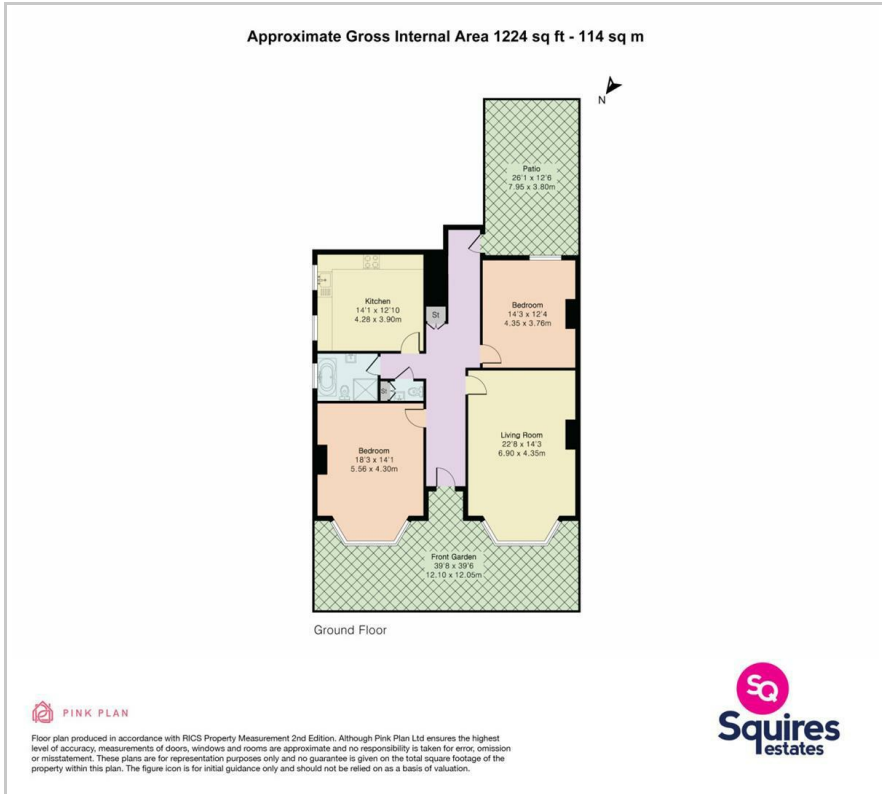 Approximate Gross Internal Area 1224 sq ft - 114 sq m
N
Patio
26'1 x 12'6
7.95 x 3.80m
Kitchen
14'1 x 12'10
4.28 x 3.90m
St
Bedroom
14'3 x 12'4
4.35 x 3.76m
St
Bedroom
18'3 x 14'1
5.56 x 4.30m
Living Room
22'8 x 14'3
6.90 x 4.35m
Front Garden
39'8 x 39'6
12.10 x 12.05m
Ground Floor
PINK PLAN
Floor plan produced in accordance with RICS Property Measurement 2nd Edition. Although Pink Plan Ltd ensures the highest
level of accuracy, measurements of doors, windows and rooms are approximate and no responsibility is taken for error, omission
or misstatement. These plans are for representation purposes only and no guarantee is given on the total square footage of the
property within this plan. The figure icon is for initial guidance only and should not be relied on as a basis of valuation.
SQ
Squires
estates